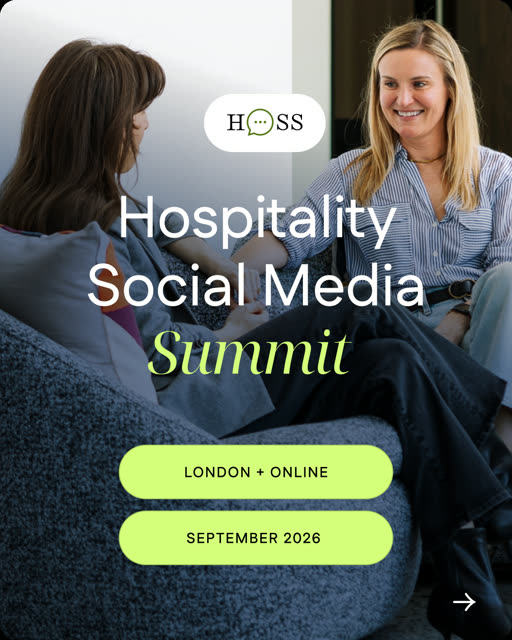 HOSS
Hospitality
Social Media
Summit
LONDON + ONLINE
SEPTEMBER 2026